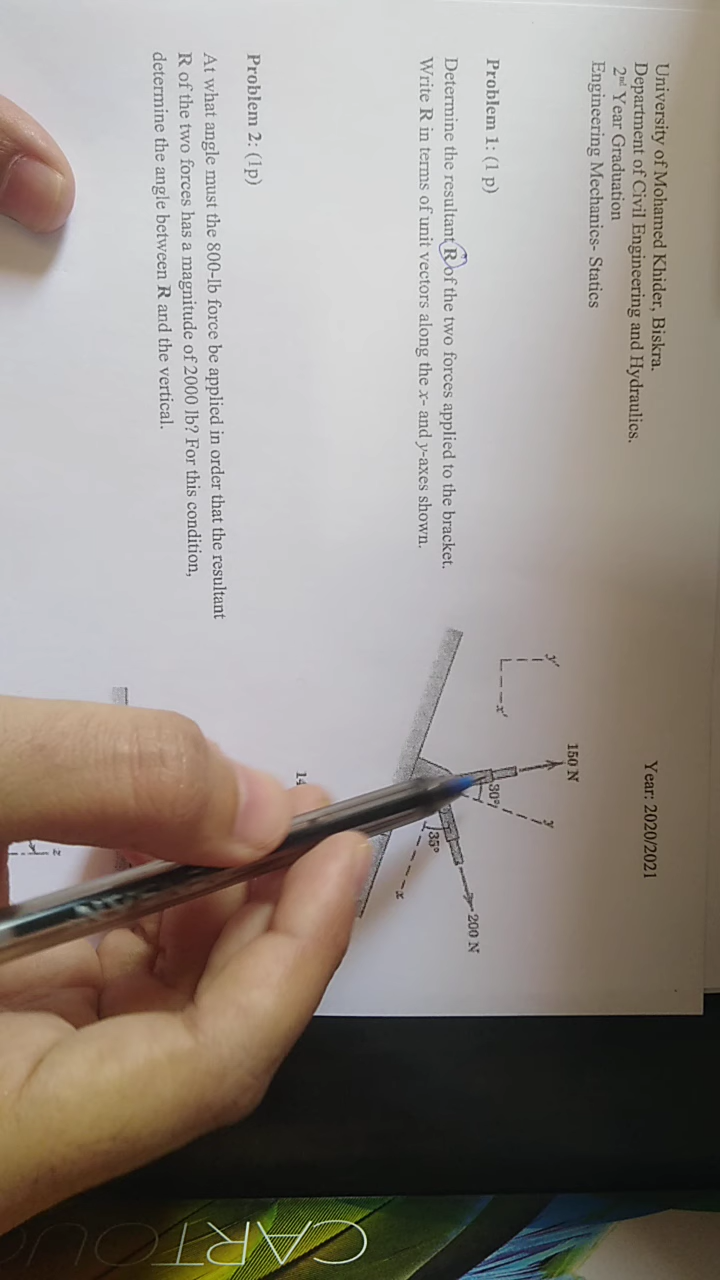 University of Mohamed Khider, Biskra.
Department of Civil Engineering and Hydraulics.
2nd Year Graduation
Engineering Mechanics- Statics
Year: 2020/2021
Problem 1: (1 p)
Determine the resultant R of the two forces applied to the bracket.
Write R in terms of unit vectors along the x- and y-axes shown.
150 N
y'
x'
y
30°
200 N
35°
x
Problem 2: (1p)
At what angle must the 800-lb force be applied in order that the resultant
R of the two forces has a magnitude of 2000 lb? For this condition,
determine the angle between R and the vertical.
14
z